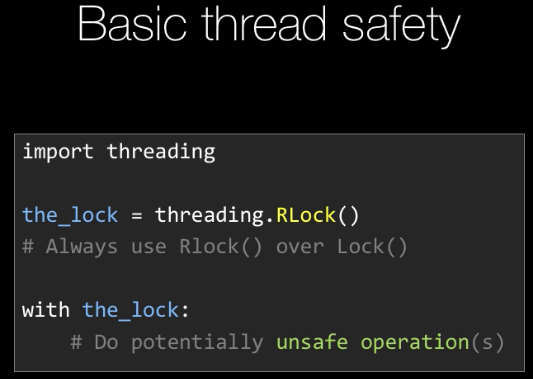 Basic thread safety
import threading
the_lock = threading.RLock()
# Always use Rlock() over Lock()
with the_lock:
# Do potentially unsafe operation(s)